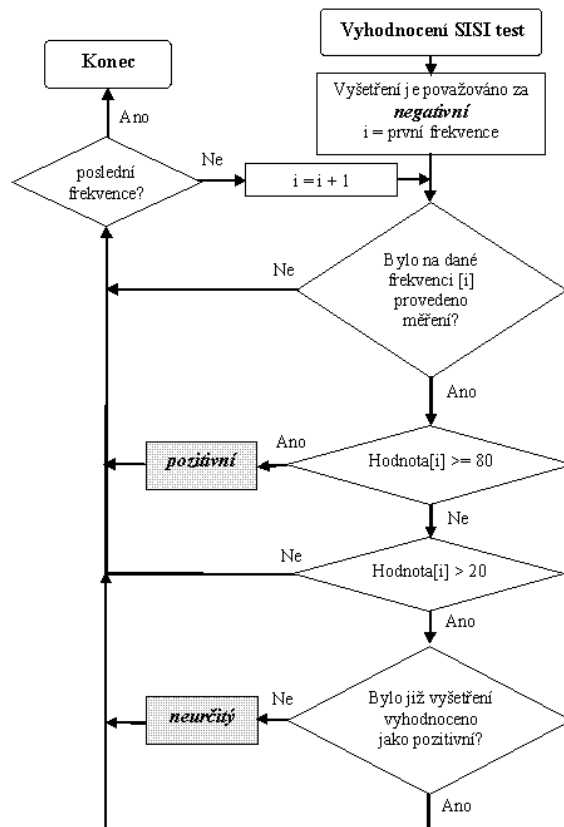 Vyhodnocení SISI test
Konec
Vyšetření je považováno za
negativní
i = první frekvence
Ano
poslední
frekvence?
Ne
i = i + 1
Bylo na dané
frekvenci [i]
provedeno
měření?
Ne
Ano
Hodnota[i] >= 80
Ano
pozitivní
Ne
Hodnota[i] > 20
Ne
Ano
Bylo již vyšetření
vyhodnoceno
jako pozitivní?
Ne
neurčitý
Ano